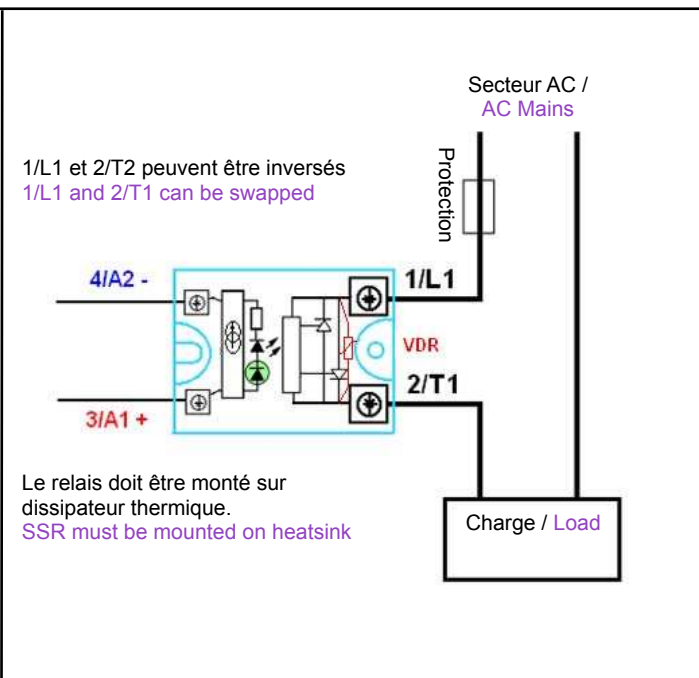 Secteur AC /
AC Mains
1/L1 et 2/T2 peuvent être inversés
1/L1 and 2/T1 can be swapped
Protection
4/A2 -
1/L1
VDR
2/T1
3/A1 +
Le relais doit être monté sur
dissipateur thermique.
SSR must be mounted on heatsink
Charge / Load